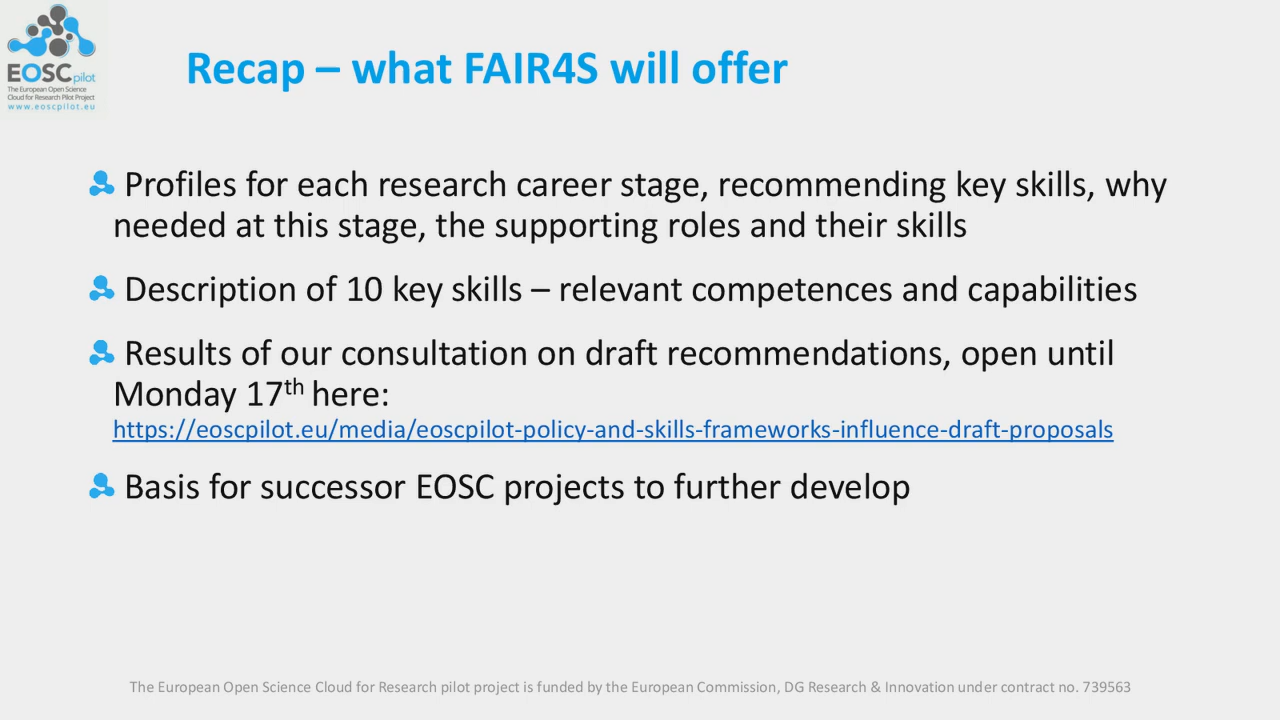 EOSCpilot
The European Open Science
Cloud for Research Pilot Project
www.eoscpilot.eu
Recap – what FAIR4S will offer
Profiles for each research career stage, recommending key skills, why
needed at this stage, the supporting roles and their skills
Description of 10 key skills – relevant competences and capabilities
Results of our consultation on draft recommendations, open until
Monday 17th here:
https://eoscpilot.eu/media/eoscpilot-policy-and-skills-frameworks-influence-draft-proposals
Basis for successor EOSC projects to further develop
The European Open Science Cloud for Research pilot project is funded by the European Commission, DG Research & Innovation under contract no. 739563